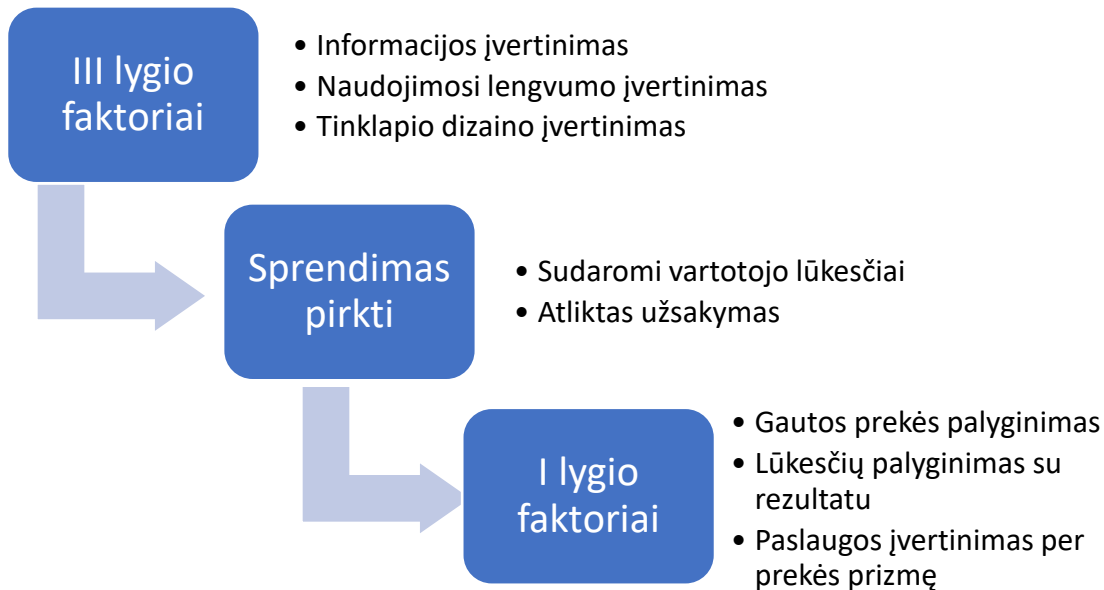 III lygio
faktoriai
• Informacijos įvertinimas
• Naudojimosi lengvumo įvertinimas
• Tinklapio dizaino įvertinimas
Sprendimas
pirkti
• Sudaromi vartotojo lūkesčiai
• Atliktas užsakymas
I lygio
faktoriai
• Gautos prekės palyginimas
• Lūkesčių palyginimas su
rezultatu
• Paslaugos įvertinimas per
prekės prizmę